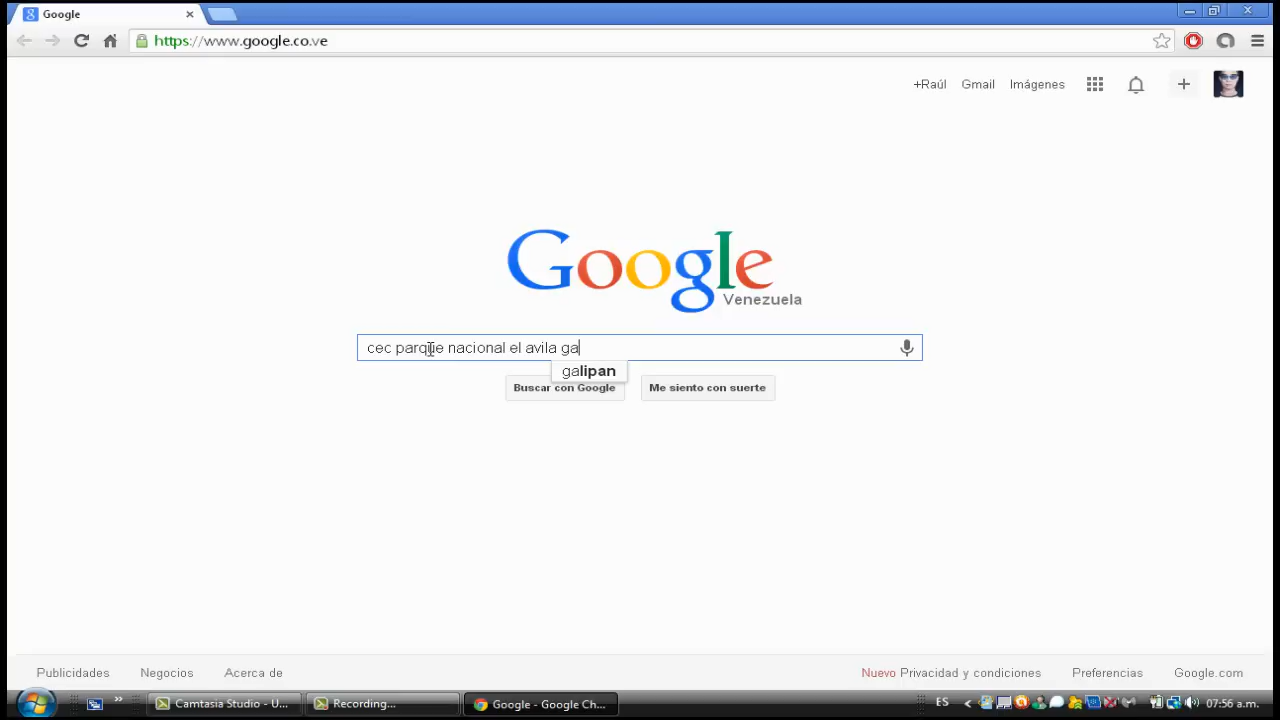 Google
https://www.google.co.ve
+Raúl Gmail Imágenes
Google
Venezuela
cec parque nacional el avila ga
galipan
Buscar con Google Me siento con suerte
Publicidades Negocios Acerca de Nuevo Privacidad y condiciones Preferencias Google.com
Camtasia Studio - U... Recording... Google - Google Ch... ES 07:56 a.m.